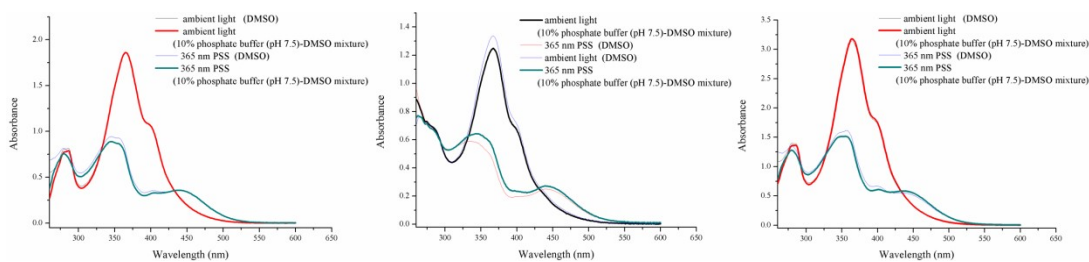 ambient light (DMSO)
ambient light
(10% phosphate buffer (pH 7.5)-DMSO mixture)
365 nm PSS (DMSO)
365 nm PSS
(10% phosphate buffer (pH 7.5)-DMSO mixture)
2.0
1.5
1.0
0.5
0.0
Absorbance
300 350 400 450 500 550 600 650
Wavelength (nm)
ambient light
(10% phosphate buffer (pH 7.5)-DMSO mixture)
365 nm PSS (DMSO)
ambient light (DMSO)
365 nm PSS
(10% phosphate buffer (pH 7.5)-DMSO mixture)
1.4
1.2
1.0
0.8
0.6
0.4
0.2
0.0
Absorbance
300 350 400 450 500 550 600 650
Wavelength (nm)
ambient light (DMSO)
ambient light
(10% phosphate buffer (pH 7.5)-DMSO mixture)
365 nm PSS (DMSO)
365 nm PSS
(10% phosphate buffer (pH 7.5)-DMSO mixture)
3.5
3.0
2.5
2.0
1.5
1.0
0.5
0.0
Absorbance
300 350 400 450 500 550 600 650
Wavelength (nm)